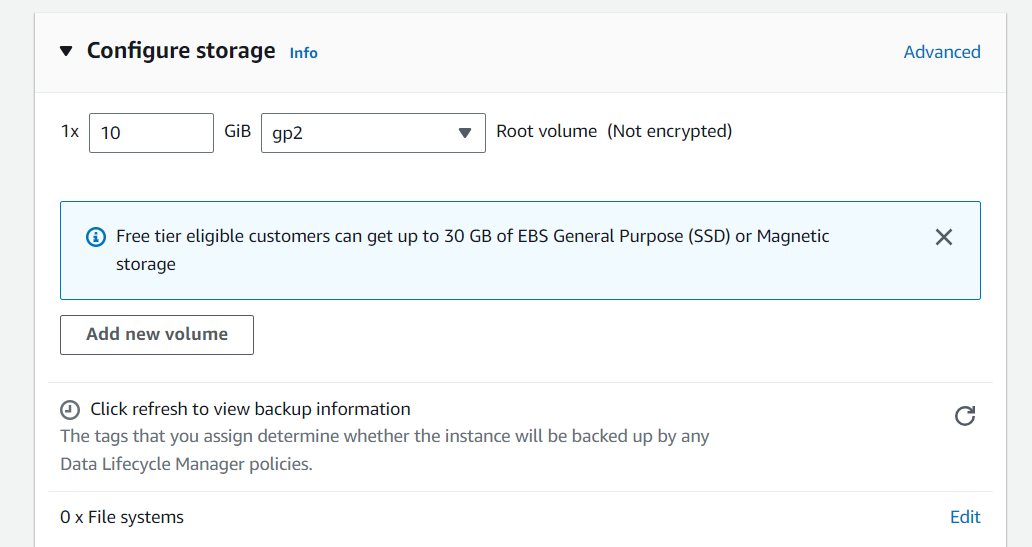 Configure storage Info Advanced
1x 10 GiB gp2 Root volume (Not encrypted)
Free tier eligible customers can get up to 30 GB of EBS General Purpose (SSD) or Magnetic
storage
Add new volume
Click refresh to view backup information
The tags that you assign determine whether the instance will be backed up by any
Data Lifecycle Manager policies.
0 x File systems Edit